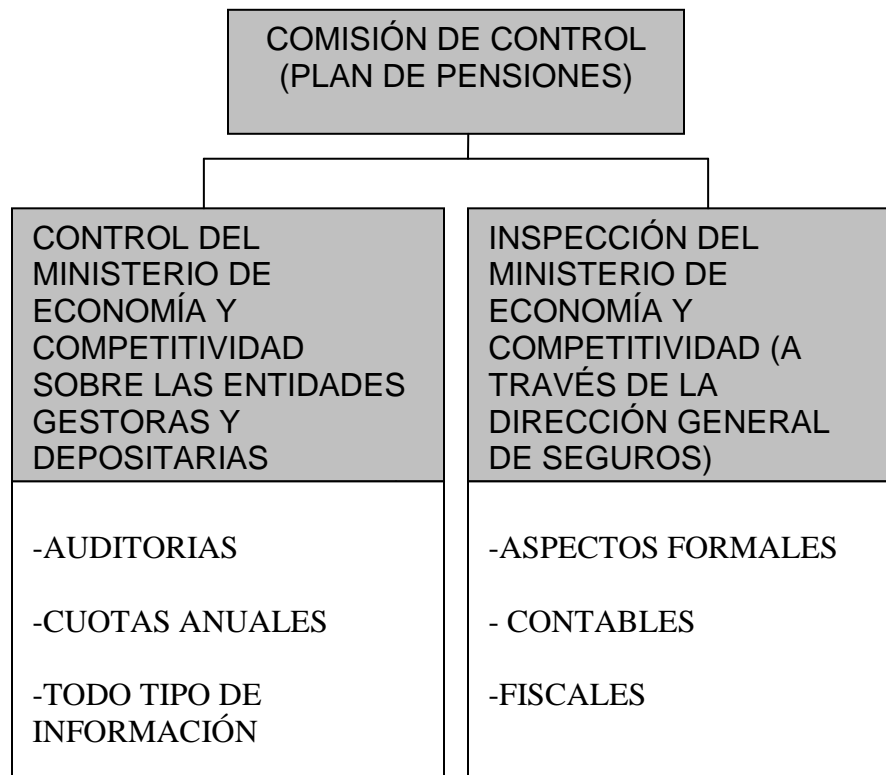 COMISIÓN DE CONTROL
(PLAN DE PENSIONES)
CONTROL DEL
MINISTERIO DE
ECONOMÍA Y
COMPETITIVIDAD
SOBRE LAS ENTIDADES
GESTORAS Y
DEPOSITARIAS
-AUDITORIAS
-CUOTAS ANUALES
-TODO TIPO DE
INFORMACIÓN
INSPECCIÓN DEL
MINISTERIO DE
ECONOMÍA Y
COMPETITIVIDAD (A
TRAVÉS DE LA
DIRECCIÓN GENERAL
DE SEGUROS)
-ASPECTOS FORMALES
- CONTABLES
-FISCALES